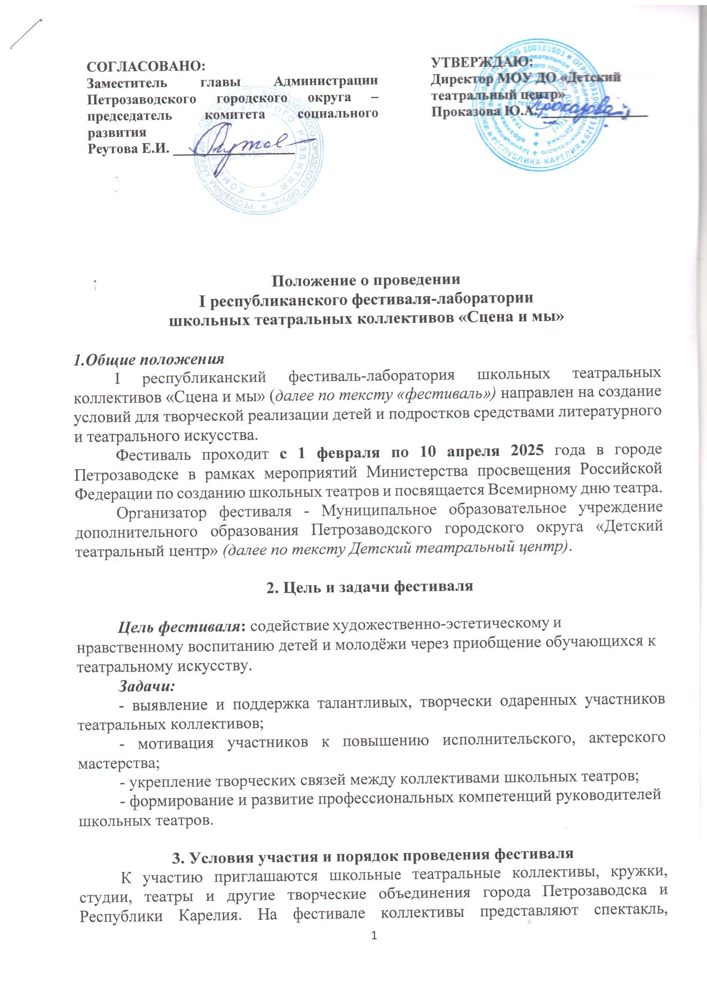 СОГЛАСОВАНО:
Заместитель главы Администрации
Петрозаводского городского округа –
председатель комитета социального
развития
Реутова Е.И.
УТВЕРЖДАЮ:
Директор МОУ ДО «Детский
театральный центр»
Проказова Ю.А.
Проказова
КОМИТЕТ СОЦИАЛЬНОГО РАЗВИТИЯ
ДОКУМЕНТОВ
РЕСПУБЛИКА КАРЕЛИЯ
Положение о проведении
I республиканского фестиваля-лаборатории
школьных театральных коллективов «Сцена и мы»
1.Общие положения
I республиканский фестиваль-лаборатория школьных театральных
коллективов «Сцена и мы» (далее по тексту «фестиваль») направлен на создание
условий для творческой реализации детей и подростков средствами литературного
и театрального искусства.
Фестиваль проходит с 1 февраля по 10 апреля 2025 года в городе
Петрозаводске в рамках мероприятий Министерства просвещения Российской
Федерации по созданию школьных театров и посвящается Всемирному дню театра.
Организатор фестиваля - Муниципальное образовательное учреждение
дополнительного образования Петрозаводского городского округа «Детский
театральный центр» (далее по тексту Детский театральный центр).
2. Цель и задачи фестиваля
Цель фестиваля: содействие художественно-эстетическому и
нравственному воспитанию детей и молодёжи через приобщение обучающихся к
театральному искусству.
Задачи:
- выявление и поддержка талантливых, творчески одаренных участников
театральных коллективов;
- мотивация участников к повышению исполнительского, актерского
мастерства;
- укрепление творческих связей между коллективами школьных театров;
- формирование и развитие профессиональных компетенций руководителей
школьных театров.
3. Условия участия и порядок проведения фестиваля
К участию приглашаются школьные театральные коллективы, кружки,
студии, театры и другие творческие объединения города Петрозаводска и
Республики Карелия. На фестивале коллективы представляют спектакль,
1